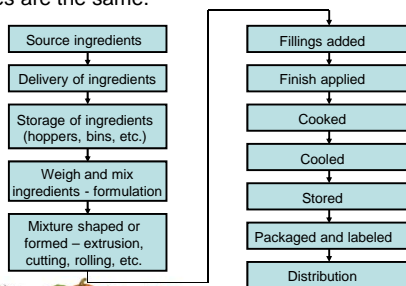 es are the same.
Source ingredients
Delivery of ingredients
Storage of ingredients
(hoppers, bins, etc.)
Weigh and mix
ingredients - formulation
Mixture shaped or
formed – extrusion,
cutting, rolling, etc.
Fillings added
Finish applied
Cooked
Cooled
Stored
Packaged and labeled
Distribution